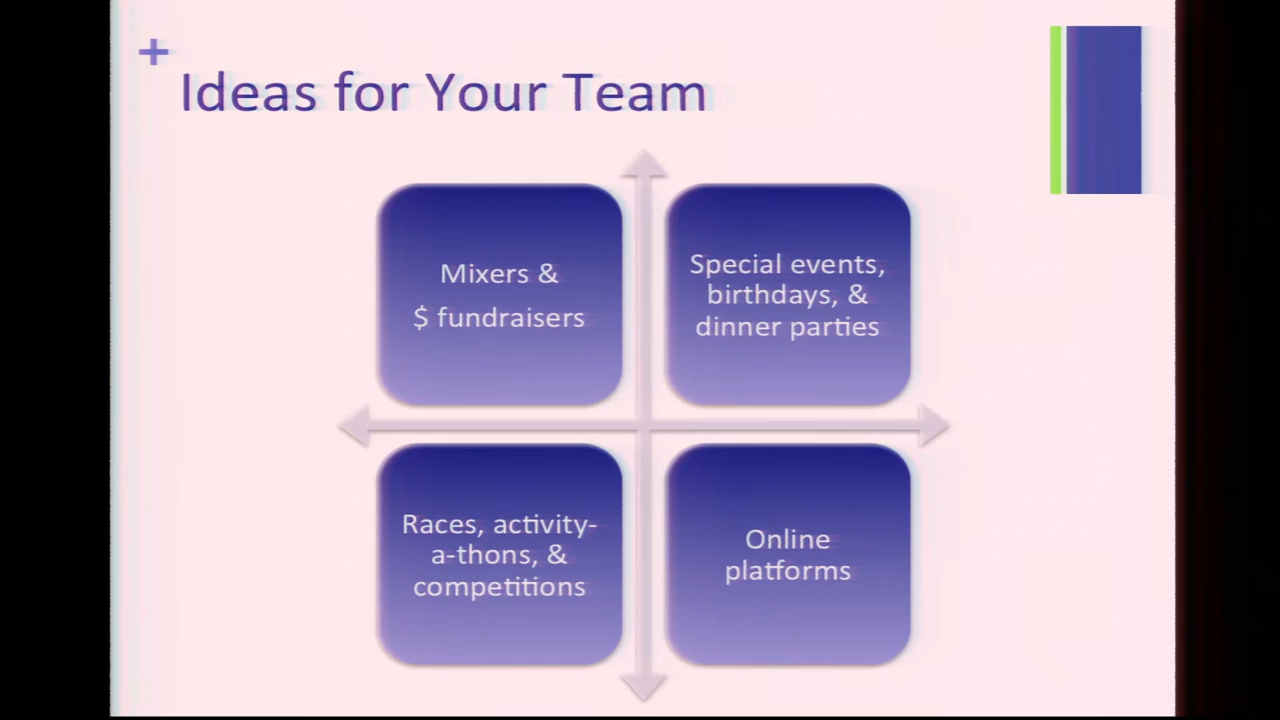 +
Ideas for Your Team
Mixers &
$ fundraisers
Special events,
birthdays, &
dinner parties
Races, activity-
a-thons, &
competitions
Online
platforms